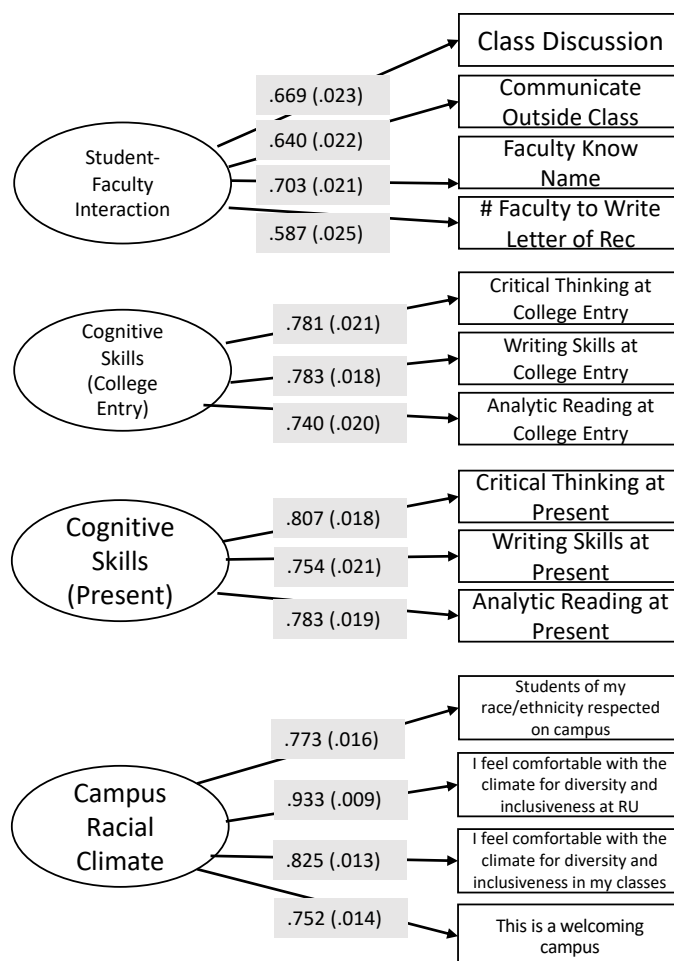 Class Discussion
.669 (.023)
Communicate
Outside Class
.640 (.022)
Student-
Faculty
Interaction
Faculty Know
Name
.703 (.021)
# Faculty to Write
Letter of Rec
.587 (.025)
Critical Thinking at
College Entry
.781 (.021)
Cognitive
Skills
(College
Entry)
Writing Skills at
College Entry
.783 (.018)
Analytic Reading at
College Entry
.740 (.020)
Critical Thinking at
Present
.807 (.018)
Cognitive
Skills
(Present)
Writing Skills at
Present
.754 (.021)
Analytic Reading at
Present
.783 (.019)
Students of my
race/ethnicity respected
on campus
.773 (.016)
I feel comfortable with the
climate for diversity and
inclusiveness at RU
.933 (.009)
Campus
Racial
Climate
I feel comfortable with the
climate for diversity and
inclusiveness in my classes
.825 (.013)
.752 (.014)
This is a welcoming
campus